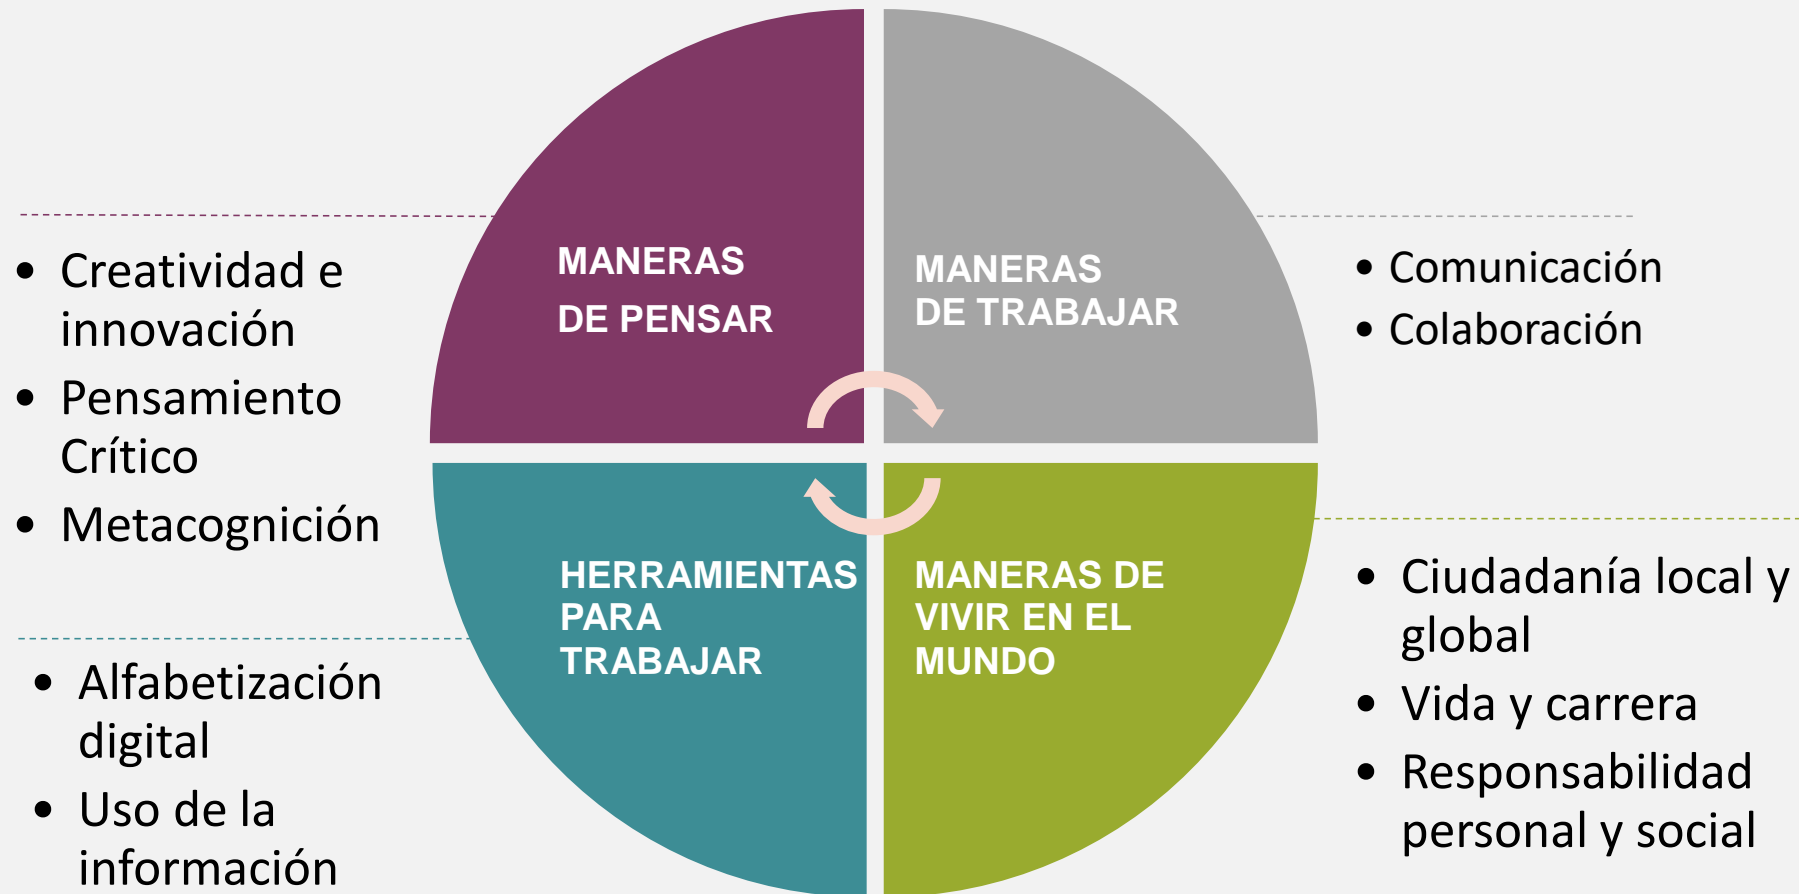 MANERAS
DE PENSAR
• Creatividad e
innovación
• Pensamiento
Crítico
• Metacognición
MANERAS
DE TRABAJAR
• Comunicación
• Colaboración
HERRAMIENTAS
PARA
TRABAJAR
• Alfabetización
digital
• Uso de la
información
MANERAS DE
VIVIR EN EL
MUNDO
• Ciudadanía local y
global
• Vida y carrera
• Responsabilidad
personal y social